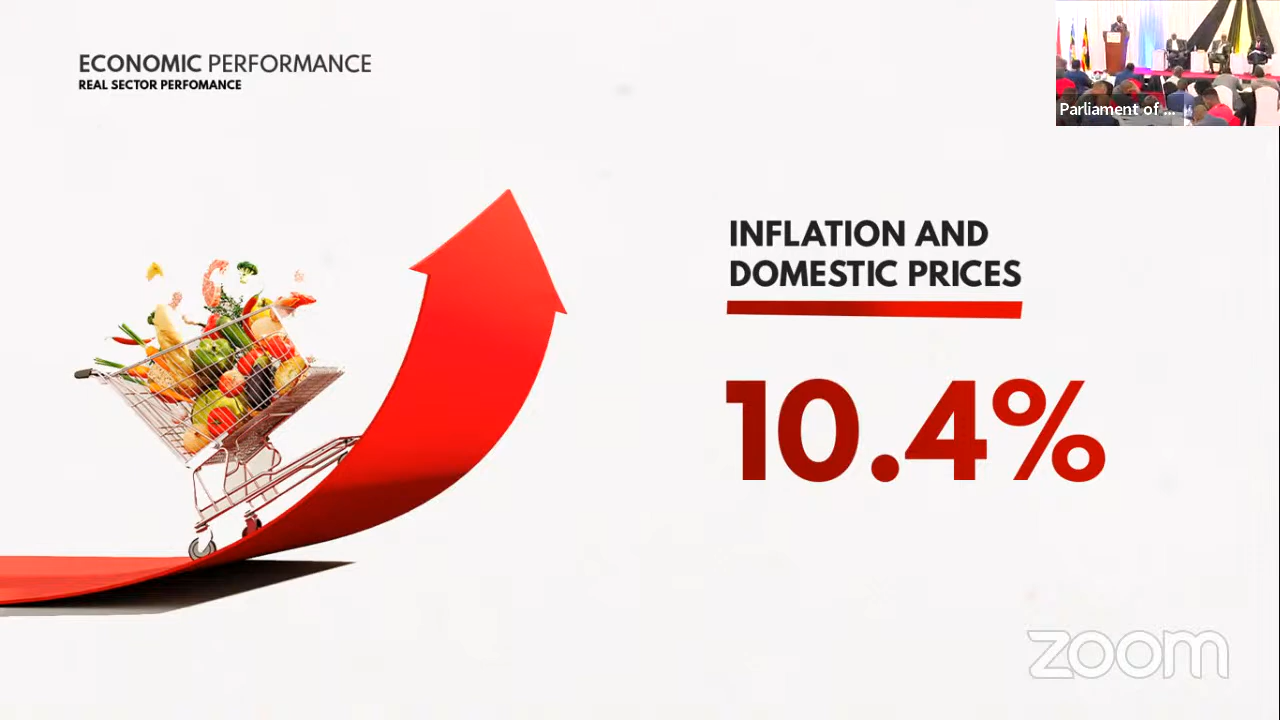 ECONOMIC PERFORMANCE
REAL SECTOR PERFOMANCE
Parliament of ...
INFLATION AND
DOMESTIC PRICES
10.4%
zoom